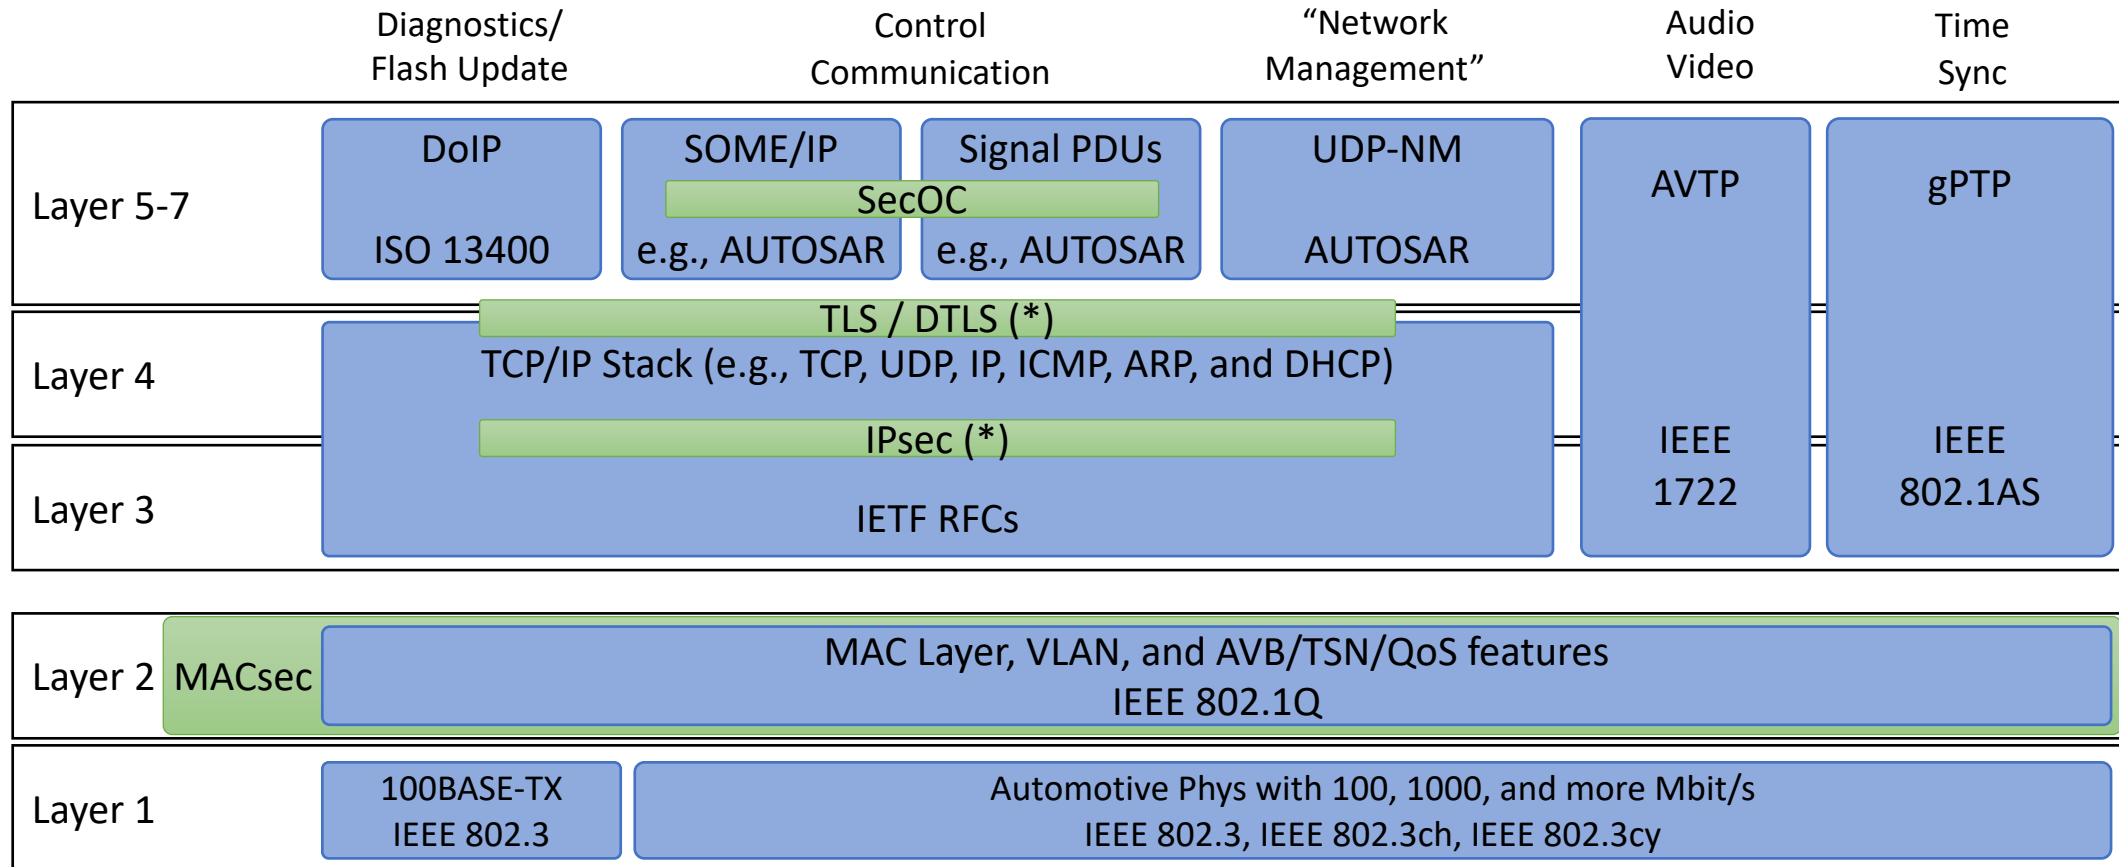 Diagnostics/
Flash Update
Control
Communication
“Network
Management”
Audio
Video
Time
Sync
Layer 5-7
DoIP
ISO 13400
SOME/IP
e.g., AUTOSAR
Signal PDUs
e.g., AUTOSAR
SecOC
UDP-NM
AUTOSAR
AVTP
IEEE
1722
gPTP
IEEE
802.1AS
TLS / DTLS (*)
Layer 4
TCP/IP Stack (e.g., TCP, UDP, IP, ICMP, ARP, and DHCP)
IPsec (*)
Layer 3
IETF RFCs
Layer 2
MACsec
MAC Layer, VLAN, and AVB/TSN/QoS features
IEEE 802.1Q
Layer 1
100BASE-TX
IEEE 802.3
Automotive Phys with 100, 1000, and more Mbit/s
IEEE 802.3, IEEE 802.3ch, IEEE 802.3cy